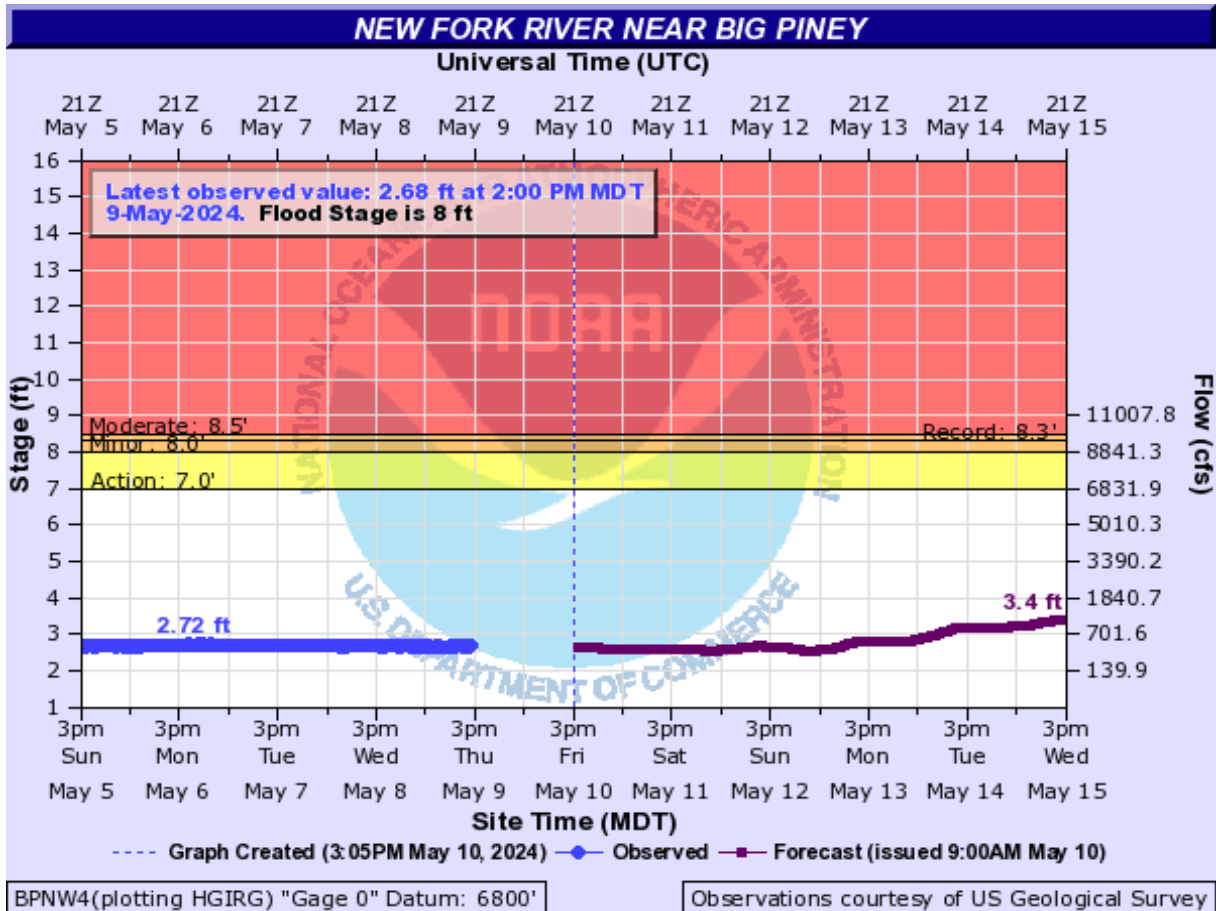 NEW FORK RIVER NEAR BIG PINEY
Universal Time (UTC)
21Z 21Z 21Z 21Z 21Z 21Z 21Z 21Z 21Z 21Z 21Z
May 5 May 6 May 7 May 8 May 9 May 10 May 11 May 12 May 13 May 14 May 15
Latest observed value: 2.68 ft at 2:00 PM MDT
9-May-2024. Flood Stage is 8 ft
NATIONAL OCEANIC AND ATMOSPHERIC ADMINISTRATION
NOAA
U.S. DEPARTMENT OF COMMERCE
Stage (ft)
16
15
14
13
12
11
10
9
8
7
6
5
4
3
2
1
Moderate: 8.5'
Minor: 8.0'
Action: 7.0'
Record: 8.3'
2.72 ft
3.4 ft
Flow (cfs)
11007.8
8841.3
6831.9
5010.3
3390.2
1840.7
701.6
139.9
3pm 3pm 3pm 3pm 3pm 3pm 3pm 3pm 3pm 3pm 3pm
Sun Mon Tue Wed Thu Fri Sat Sun Mon Tue Wed
May 5 May 6 May 7 May 8 May 9 May 10 May 11 May 12 May 13 May 14 May 15
Site Time (MDT)
Graph Created (3:05PM May 10, 2024) Observed Forecast (issued 9:00AM May 10)
BPNW4(plotting HGIRG) "Gage 0" Datum: 6800'
Observations courtesy of US Geological Survey